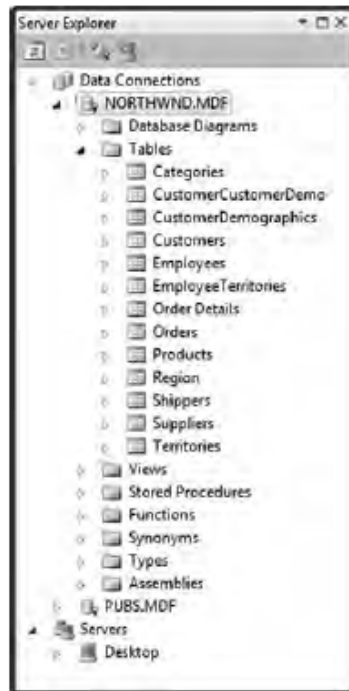 Server Explorer
Data Connections
NORTHWND.MDF
Database Diagrams
Tables
Categories
CustomerCustomerDemo
CustomerDemographics
Customers
Employees
EmployeeTerritories
Order Details
Orders
Products
Region
Shippers
Suppliers
Territories
Views
Stored Procedures
Functions
Synonyms
Types
Assemblies
PUBS.MDF
Servers
Desktop